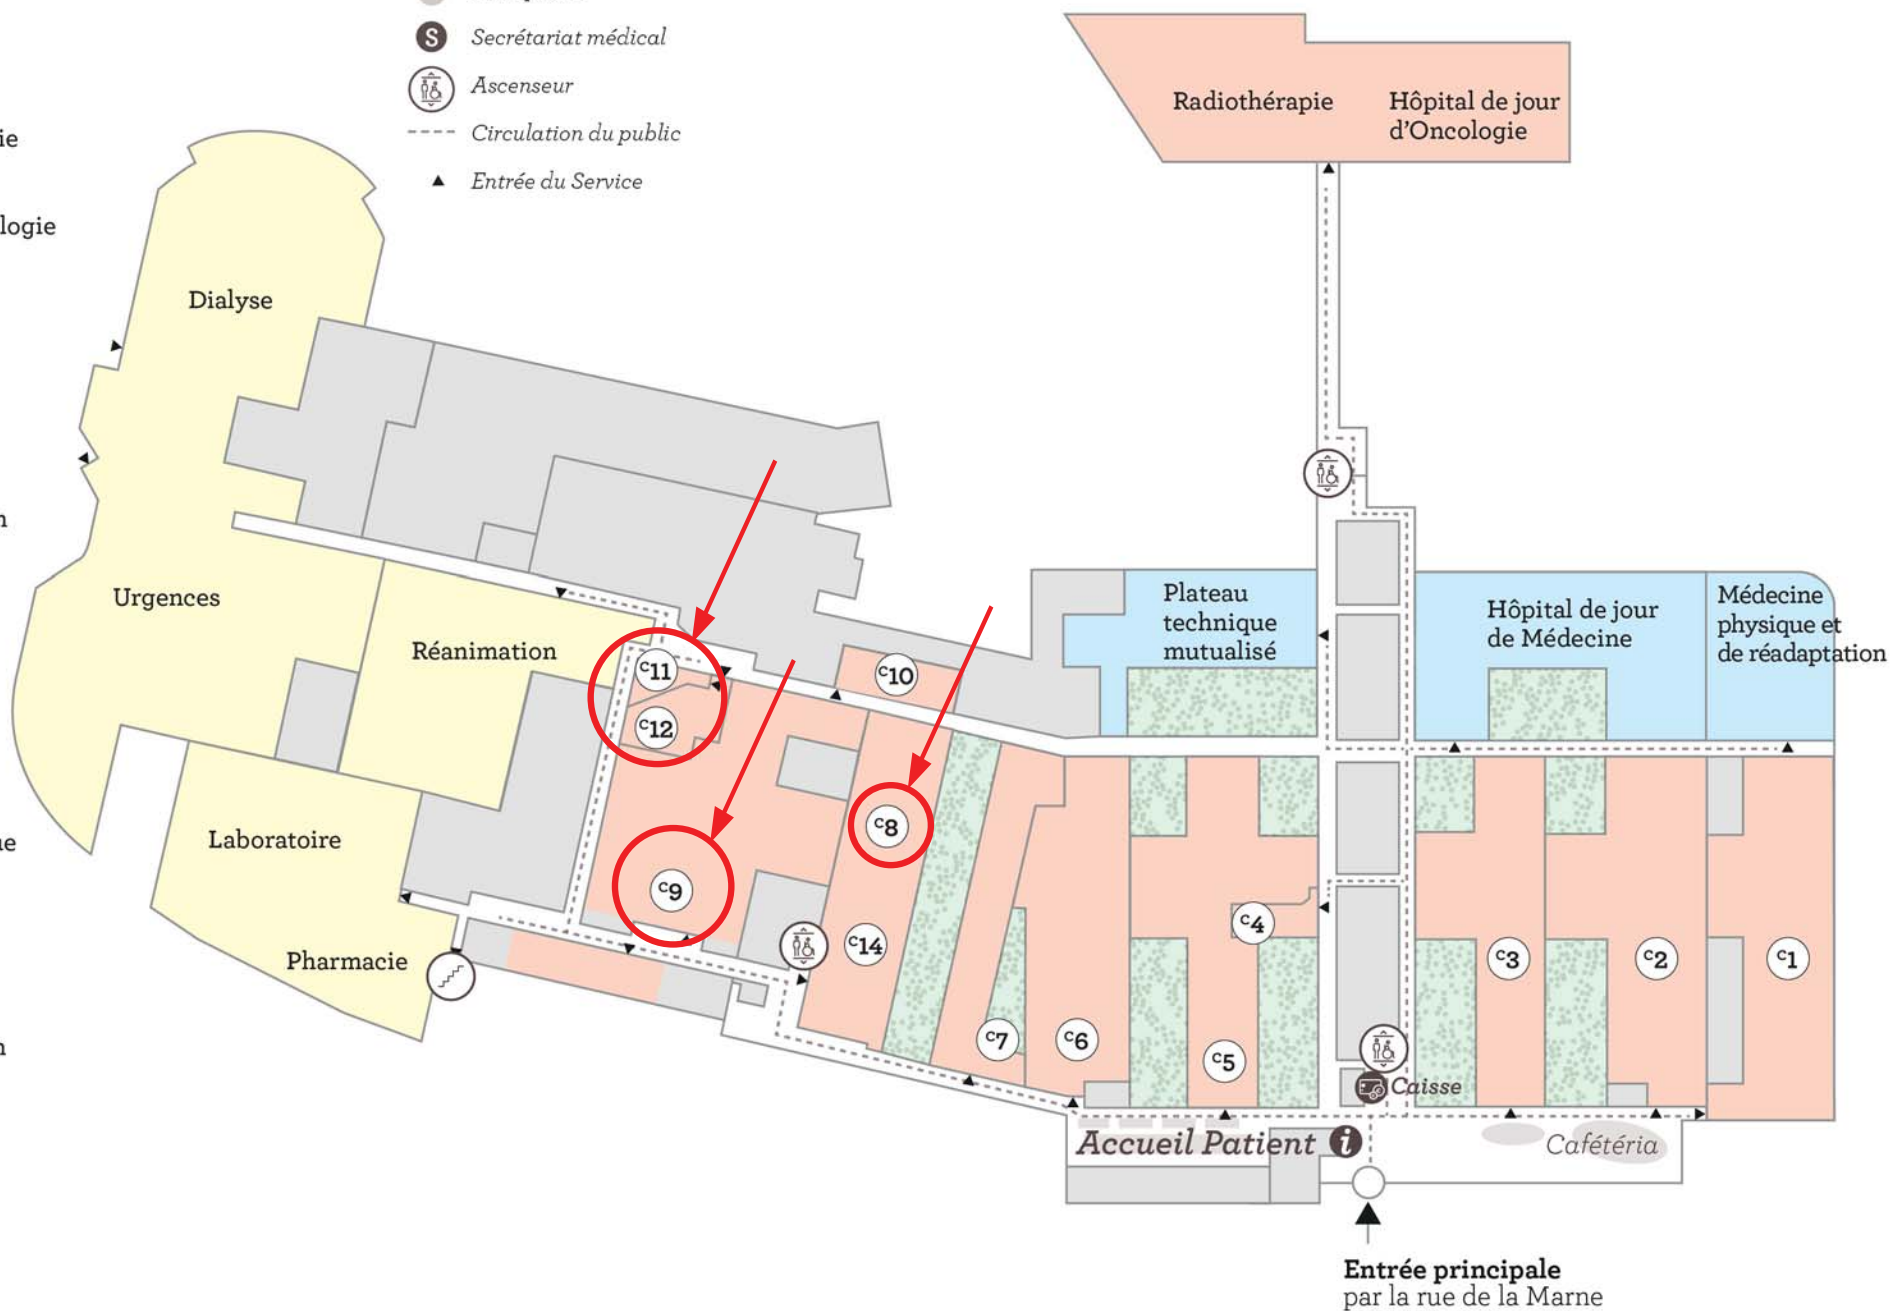 S Secrétariat médical
Ascenseur
Circulation du public
Entrée du Service
ie
logie
n
ue
n
Radiothérapie
Hôpital de jour
d'Oncologie
Dialyse
Urgences
Réanimation
Laboratoire
Pharmacie
Plateau
technique
mutualisé
Hôpital de jour
de Médecine
Médecine
physique et
de réadaptation
C11
C12
C10
C8
C9
C14
C7
C6
C5
C4
C3
C2
C1
Caisse
Accueil Patient i
Cafétéria
Entrée principale
par la rue de la Marne